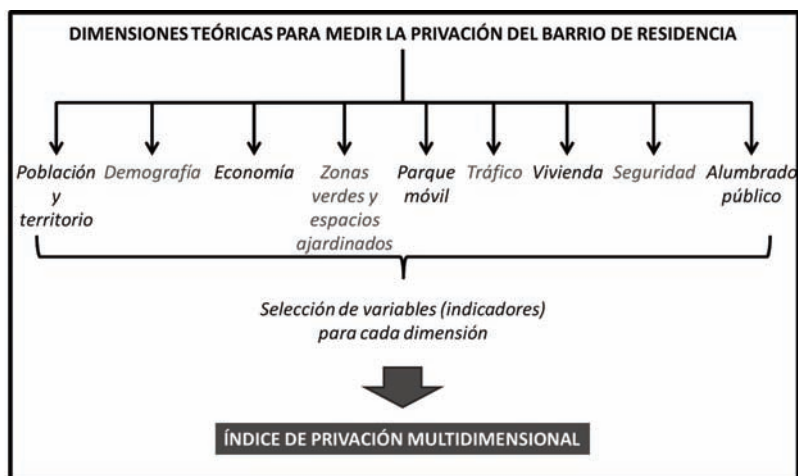 DIMENSIONES TEÓRICAS PARA MEDIR LA PRIVACIÓN DEL BARRIO DE RESIDENCIA
Población
y
territorio
Demografía
Economía
Zonas
verdes y
espacios
ajardinados
Parque
móvil
Tráfico
Vivienda
Seguridad
Alumbrado
público
Selección de variables (indicadores)
para cada dimensión
ÍNDICE DE PRIVACIÓN MULTIDIMENSIONAL